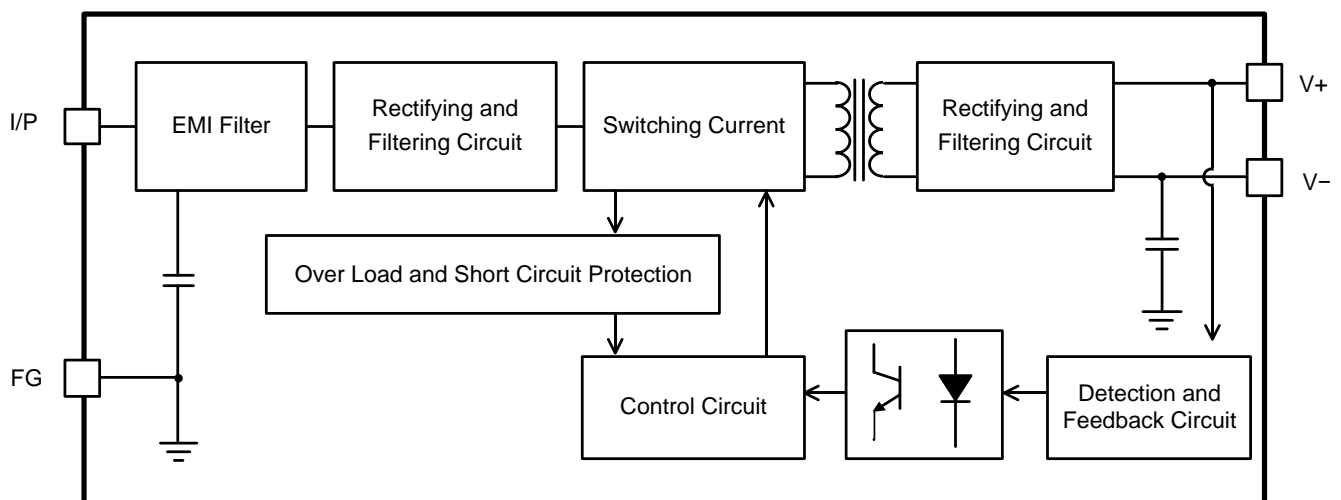 I/P
EMI Filter
Rectifying and
Filtering Circuit
Switching Current
Rectifying and
Filtering Circuit
V+
V−
Over Load and Short Circuit Protection
FG
Control Circuit
Detection and
Feedback Circuit